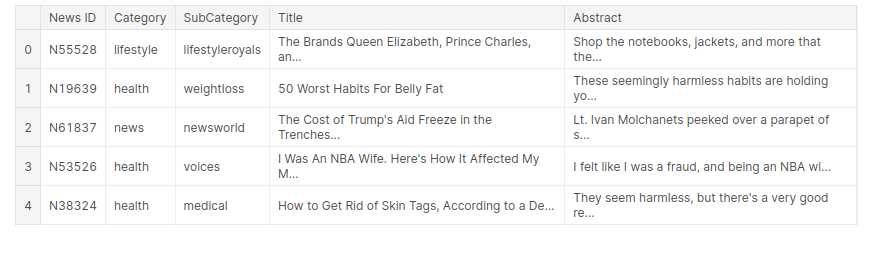 News ID Category SubCategory Title Abstract
0 N55528 lifestyle lifestyleroyals The Brands Queen Elizabeth, Prince Charles, an... Shop the notebooks, jackets, and more that the...
1 N19639 health weightloss 50 Worst Habits For Belly Fat These seemingly harmless habits are holding yo...
2 N61837 news newsworld The Cost of Trump's Aid Freeze in the Trenches... Lt. Ivan Molchanets peeked over a parapet of s...
3 N53526 health voices I Was An NBA Wife. Here's How It Affected My M... I felt like I was a fraud, and being an NBA wi...
4 N38324 health medical How to Get Rid of Skin Tags, According to a De... They seem harmless, but there's a very good re...